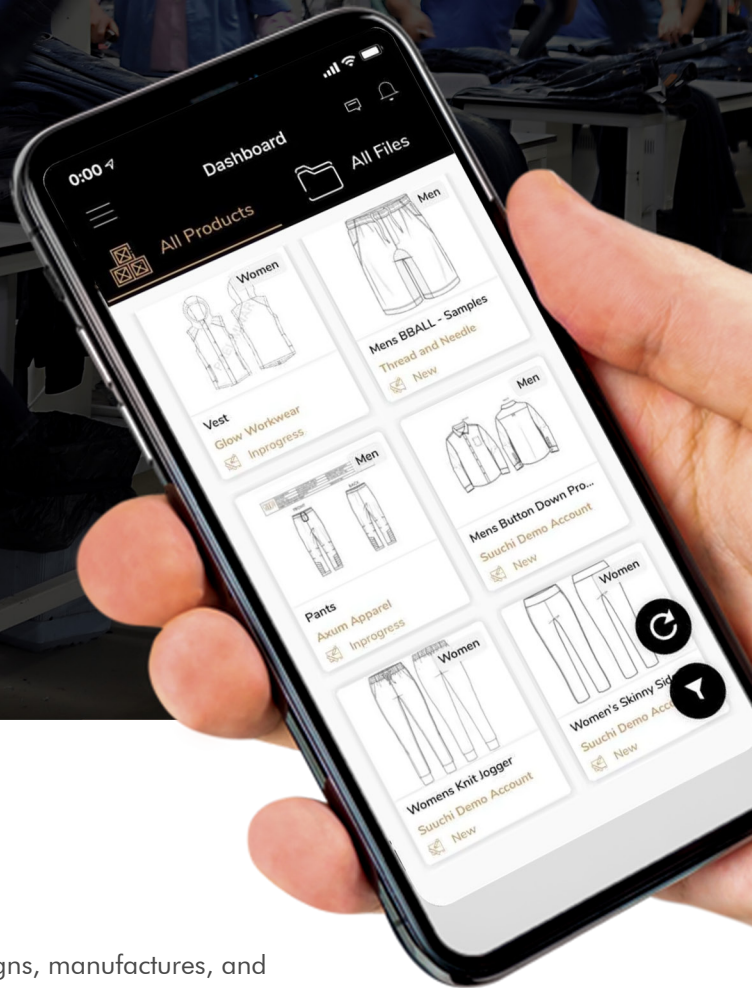 0:00
Dashboard
All Products
All Files
Women
Vest
Glow Workwear
Inprogress
Men
Mens BBALL - Samples
Thread and Needle
New
Men
Pants
Axum Apparel
Inprogress
Men
Mens Button Down Pro...
Suuchi Demo Account
New
Women
Womens Knit Jogger
Suuchi Demo Account
New
Women
Women's Skinny Sid
Suuchi Demo Acc
New
gns, manufactures, and